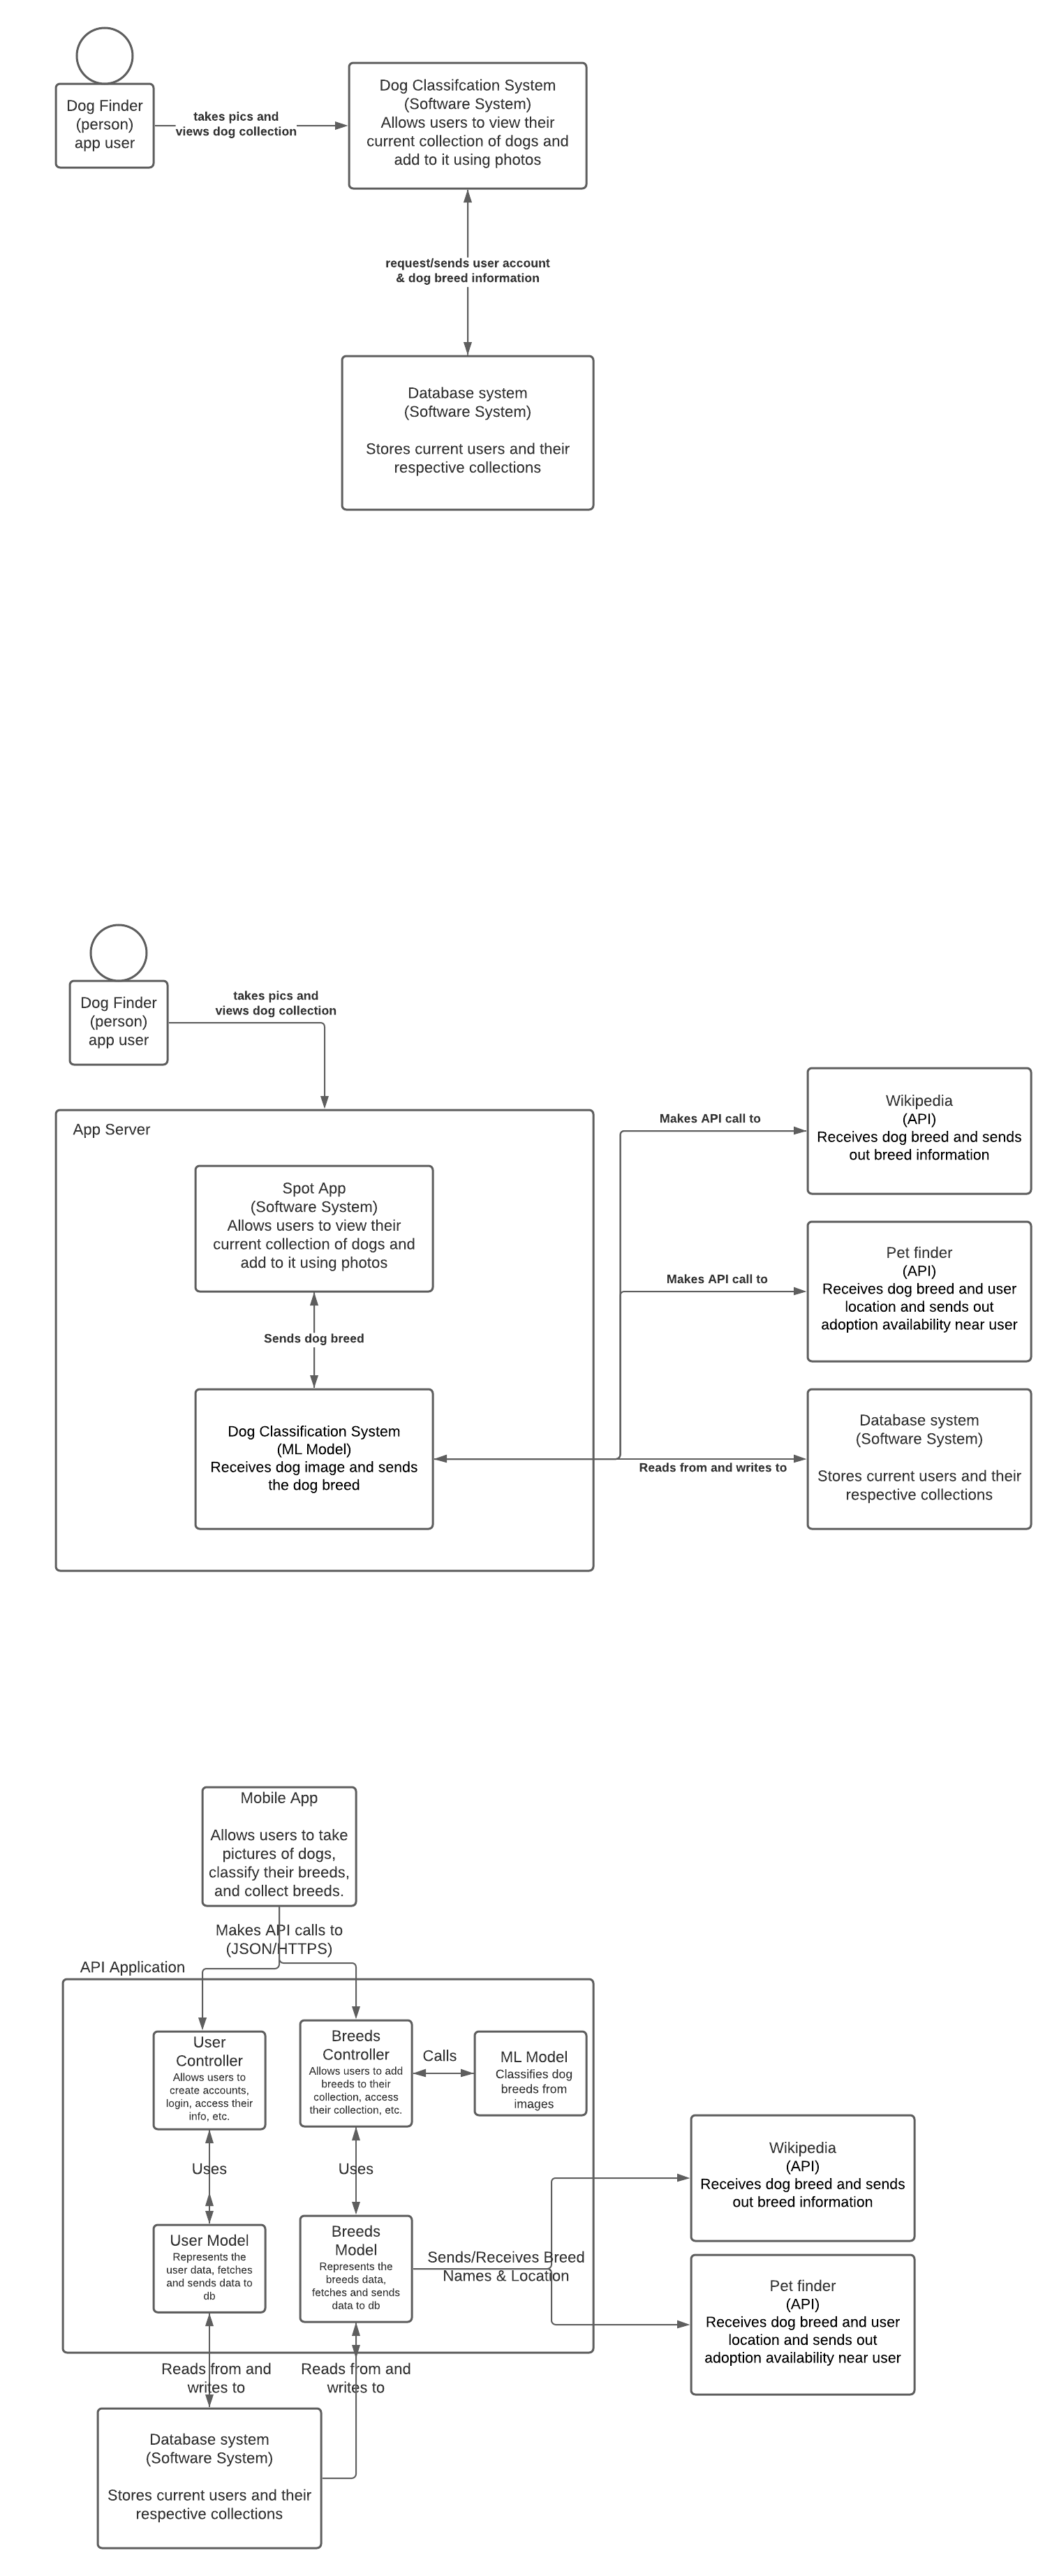 Dog Finder
(person)
app user
takes pics and
views dog collection
Dog Classifcation System
(Software System)
Allows users to view their
current collection of dogs and
add to it using photos
request/sends user account
& dog breed information
Database system
(Software System)
Stores current users and their
respective collections
Dog Finder
(person)
app user
takes pics and
views dog collection
App Server
Spot App
(Software System)
Allows users to view their
current collection of dogs and
add to it using photos
Sends dog breed
Dog Classification System
(ML Model)
Receives dog image and sends
the dog breed
Makes API call to
Wikipedia
(API)
Receives dog breed and sends
out breed information
Makes API call to
Pet finder
(API)
Receives dog breed and user
location and sends out
adoption availability near user
Reads from and writes to
Database system
(Software System)
Stores current users and their
respective collections
Mobile App
Allows users to take
pictures of dogs,
classify their breeds,
and collect breeds.
Makes API calls to
(JSON/HTTPS)
API Application
User
Controller
Allows users to
create accounts,
login, access their
info, etc.
Breeds
Controller
Allows users to add
breeds to their
collection, access
their collection, etc.
Calls
ML Model
Classifies dog
breeds from
images
Uses
Uses
User Model
Represents the
user data, fetches
and sends data to
db
Breeds
Model
Represents the
breeds data,
fetches and sends
data to db
Sends/Receives Breed
Names & Location
Wikipedia
(API)
Receives dog breed and sends
out breed information
Pet finder
(API)
Receives dog breed and user
location and sends out
adoption availability near user
Reads from and
writes to
Reads from and
writes to
Database system
(Software System)
Stores current users and their
respective collections